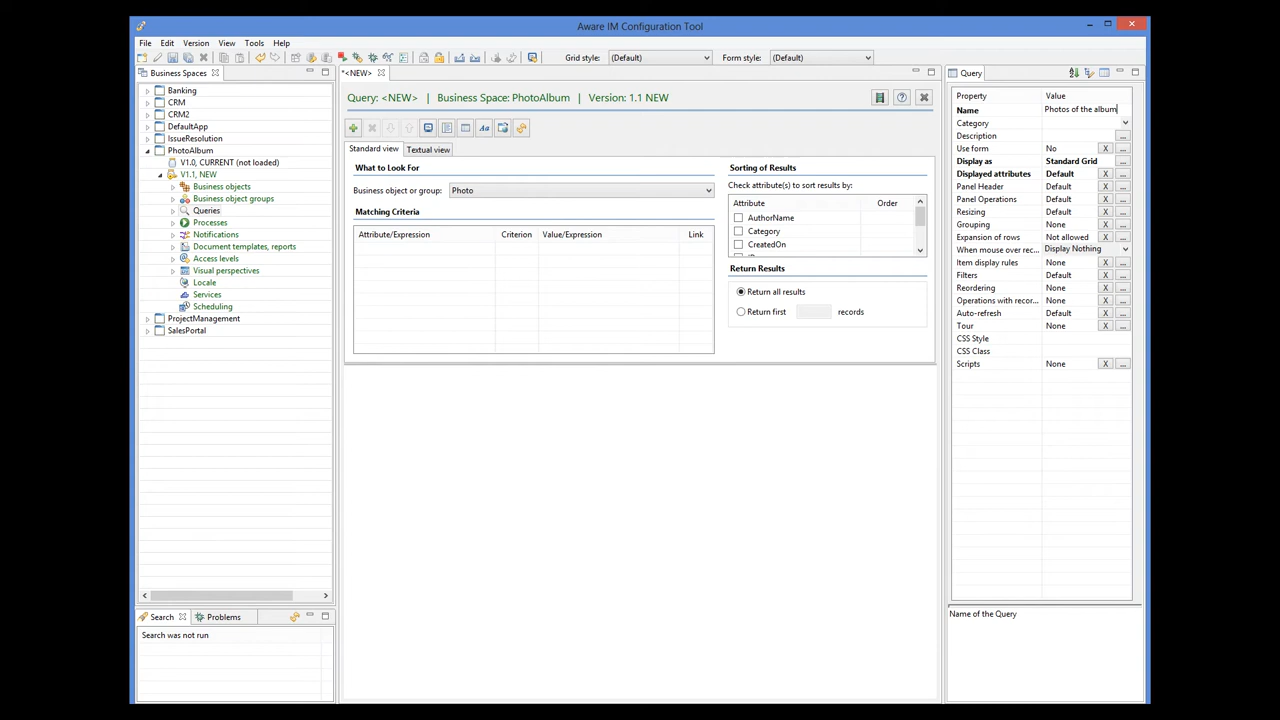 Aware IM Configuration Tool
File Edit Version View Tools Help
Grid style: (Default) Form style: (Default)
Business Spaces
Banking
CRM
CRM2
DefaultApp
IssueResolution
PhotoAlbum
V1.0, CURRENT (not loaded)
V1.1, NEW
Business objects
Business object groups
Queries
Processes
Notifications
Document templates, reports
Access levels
Visual perspectives
Locale
Services
Scheduling
ProjectManagement
SalesPortal
Search
Problems
Search was not run
*<NEW>
Query: <NEW> | Business Space: PhotoAlbum | Version: 1.1 NEW
Standard view Textual view
What to Look For
Business object or group: Photo
Matching Criteria
Attribute/Expression Criterion Value/Expression Link
Sorting of Results
Check attribute(s) to sort results by:
Attribute Order
AuthorName
Category
CreatedOn
Return Results
Return all results
Return first records
Query
Property Value
Name Photos of the album
Category
Description ...
Use form No X ...
Display as Standard Grid ...
Displayed attributes Default X ...
Panel Header Default X ...
Panel Operations Default X ...
Resizing Default X ...
Grouping None X ...
Expansion of rows Not allowed X ...
When mouse over rec... Display Nothing
Item display rules None X ...
Filters Default X ...
Reordering None X ...
Operations with recor... None X ...
Auto-refresh Default X ...
Tour None X ...
CSS Style
CSS Class
Scripts None X ...
Name of the Query